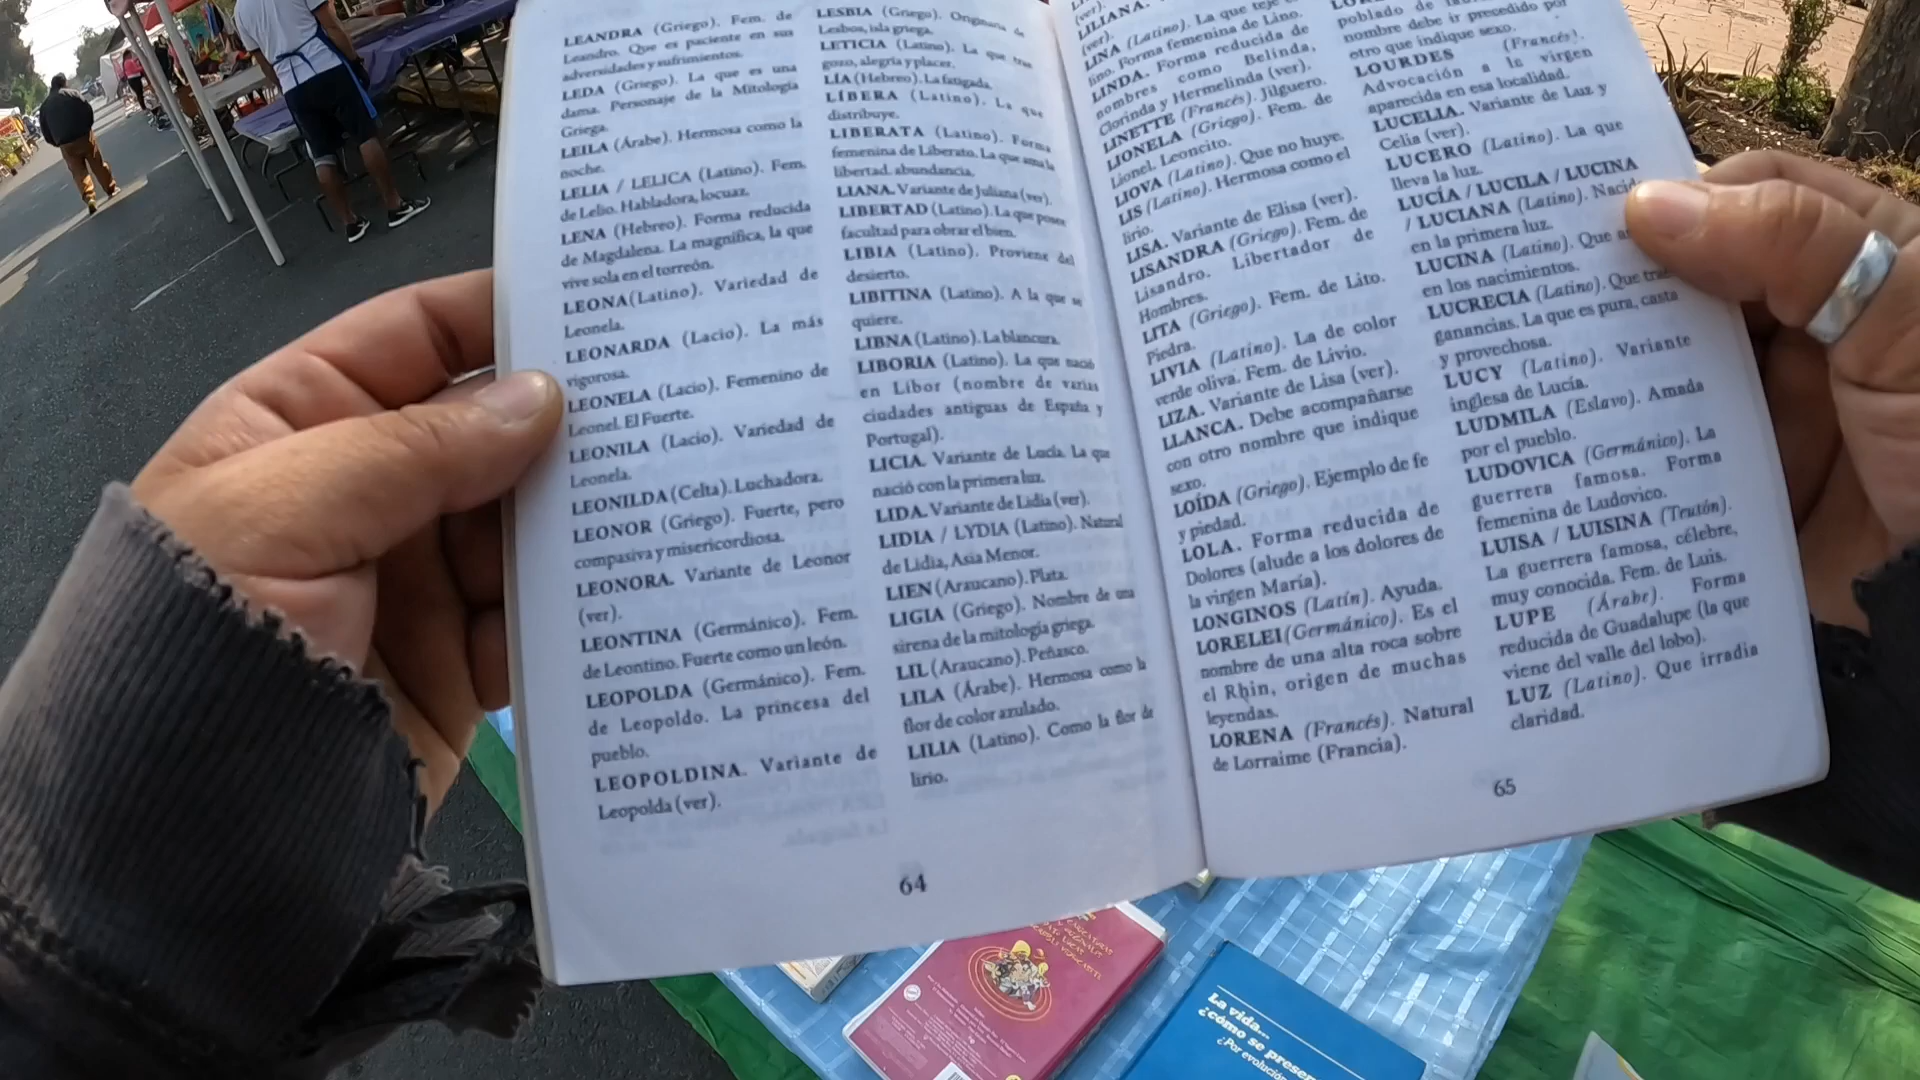 LEANDRA (Griego). Fem. de
Leandro. Que es paciente en sus
adversidades y sufrimientos.
LEDA (Griego). La que es una
dama. Personaje de la Mitología
Griega.
LEILA (Árabe). Hermosa como la
noche.
LELIA / LELICA (Latino). Fem.
de Lelio. Habladora, locuaz.
LENA (Hebreo). Forma reducida
de Magdalena. La magnífica, la que
vive sola en el torreón.
LEONA(Latino). Variedad de
Leonela.
LEONARDA (Lacio). La más
vigorosa.
LEONELA (Lacio). Femenino de
Leonel. El Fuerte.
LEONILA (Lacio). Variedad de
Leonela.
LEONILDA (Celta). Luchadora.
LEONOR (Griego). Fuerte, pero
compasiva y misericordiosa.
LEONORA. Variante de Leonor
(ver).
LEONTINA (Germánico). Fem.
de Leontino. Fuerte como un león.
LEOPOLDA (Germánico). Fem.
de Leopoldo. La princesa del
pueblo.
LEOPOLDINA. Variante de
Leopolda (ver).
LESBIA (Griego). Originaria de
Lesbos, isla griega.
LETICIA (Latino). La que trae
gozo, alegría y placer.
LÍA (Hebreo). La fatigada.
LÍBERA (Latino). La que
distribuye.
LIBERATA (Latino). Forma
femenina de Liberato. La que ama la
libertad. abundancia.
LIANA. Variante de Juliana (ver).
LIBERTAD (Latino). La que posee
facultad para obrar el bien.
LIBIA (Latino). Proviene del
desierto.
LIBITINA (Latino). A la que se
quiere.
LIBNA (Latino). La blancura.
LIBORIA (Latino). La que nació
en Líbor (nombre de varias
ciudades antiguas de España y
Portugal).
LICIA. Variante de Lucía. La que
nació con la primera luz.
LIDA. Variante de Lidia (ver).
LIDIA / LYDIA (Latino). Natural
de Lidia, Asia Menor.
LIEN (Araucano). Plata.
LIGIA (Griego). Nombre de una
sirena de la mitología griega.
LIL (Araucano). Peñasco.
LILA (Árabe). Hermosa como la
flor de color azulado.
LILIA (Latino). Como la flor de
lirio.
64
(ver).
LILIANA.
(ver).
LINA (Latino). La que teje
lino. Forma femenina de Lino.
LINDA. Forma reducida de
nombres como Belinda,
Clorinda y Hermelinda (ver).
LINETTE (Francés). Jilguero.
LIONELA (Griego). Fem. de
Lionel. Leoncito.
LIOVA (Latino). Que no huye.
LIS (Latino). Hermosa como el
lirio.
LISA. Variante de Elisa (ver).
LISANDRA (Griego). Fem. de
Lisandro. Libertador de
Hombres.
LITA (Griego). Fem. de Lito.
Piedra.
LIVIA (Latino). La de color
verde oliva. Fem. de Livio.
LIZA. Variante de Lisa (ver).
LLANCA. Debe acompañarse
con otro nombre que indique
sexo.
LOÍDA (Griego). Ejemplo de fe
y piedad.
LOLA. Forma reducida de
Dolores (alude a los dolores de
la virgen María).
LONGINOS (Latín). Ayuda.
LORELEI (Germánico). Es el
nombre de una alta roca sobre
el Rhin, origen de muchas
leyendas.
LORENA (Francés). Natural
de Lorraime (Francia).
poblado de
nombre debe ir precedido por
otro que indique sexo.
LOURDES (Francés).
Advocación a la virgen
aparecida en esa localidad.
LUCELIA. Variante de Luz y
Celia (ver).
LUCERO (Latino). La que
lleva la luz.
LUCÍA / LUCILA / LUCINA
/ LUCIANA (Latino).
en la primera luz.
LUCINA (Latino). Que
en los nacimientos.
LUCRECIA (Latino). Que trae
ganancias. La que es pura, casta
y provechosa.
LUCY (Latino). Variante
inglesa de Lucía.
LUDMILA (Eslavo). Amada
por el pueblo.
LUDOVICA (Germánico). La
guerrera famosa. Forma
femenina de Ludovico.
LUISA / LUISINA (Teutón).
La guerrera famosa, célebre,
muy conocida. Fem. de Luis.
LUPE (Árabe). Forma
reducida de Guadalupe (la que
viene del valle del lobo).
LUZ (Latino). Que irradia
claridad.
65
La vida...
¿cómo se
¿Por evolución